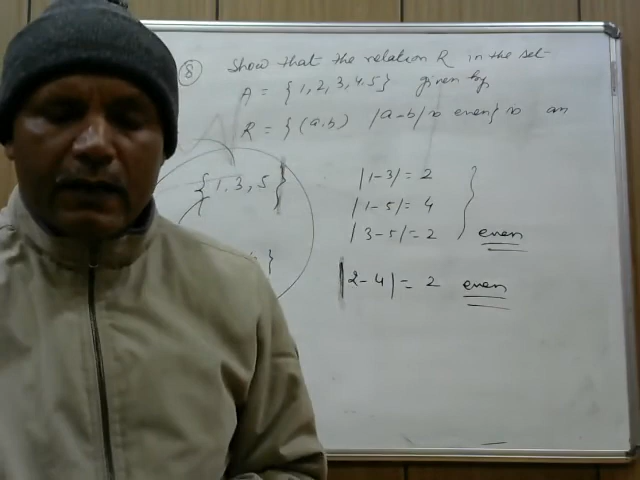 8 Show that the relation R in the set
A = {1, 2, 3, 4.5} given by
R = {(a,b) |a-b| is even} is an
{1, 3, 5}
|1-3| = 2
|1-5| = 4
|3-5| = 2 even
}
|2-4| = 2 even